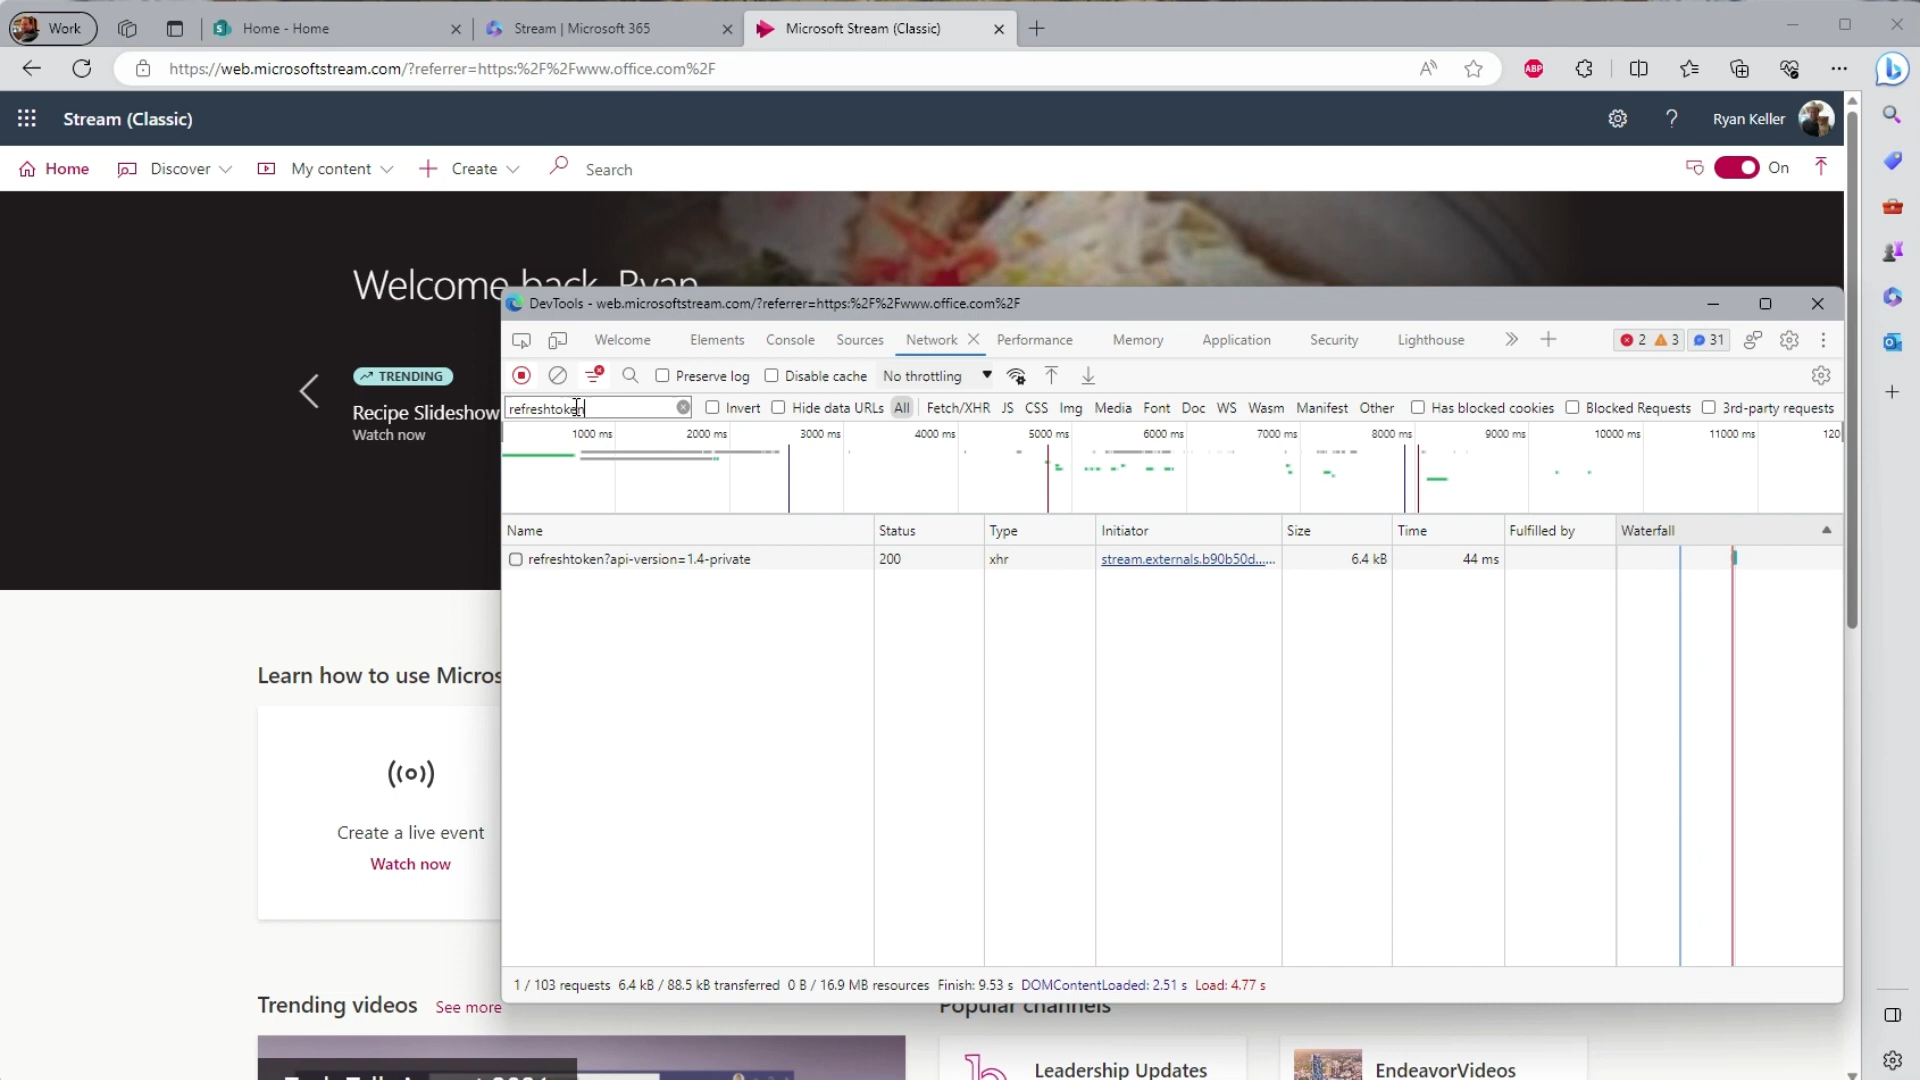 Work
Home - Home
Stream | Microsoft 365
Microsoft Stream (Classic)
https://web.microsoftstream.com/?referrer=https:%2F%2Fwww.office.com%2F
ABP
Stream (Classic)
Ryan Keller
Home
Discover
My content
Create
Search
On
Welcome back, Ryan
TRENDING
Recipe Slideshow
Watch now
DevTools - web.microsoftstream.com/?referrer=https:%2F%2Fwww.office.com%2F
Welcome
Elements
Console
Sources
Network
Performance
Memory
Application
Security
Lighthouse
2
3
31
Preserve log
Disable cache
No throttling
refreshtoken
Invert
Hide data URLs
All
Fetch/XHR
JS
CSS
Img
Media
Font
Doc
WS
Wasm
Manifest
Other
Has blocked cookies
Blocked Requests
3rd-party requests
1000 ms
2000 ms
3000 ms
4000 ms
5000 ms
6000 ms
7000 ms
8000 ms
9000 ms
10000 ms
11000 ms
120
Name
Status
Type
Initiator
Size
Time
Fulfilled by
Waterfall
refreshtoken?api-version=1.4-private
200
xhr
stream.externals.b90b50d......
6.4 kB
44 ms
1 / 103 requests 6.4 kB / 88.5 kB transferred 0 B / 16.9 MB resources Finish: 9.53 s DOMContentLoaded: 2.51 s Load: 4.77 s
Learn how to use Micros
Create a live event
Watch now
Trending videos
See more
Popular channels
Leadership Updates
EndeavorVideos